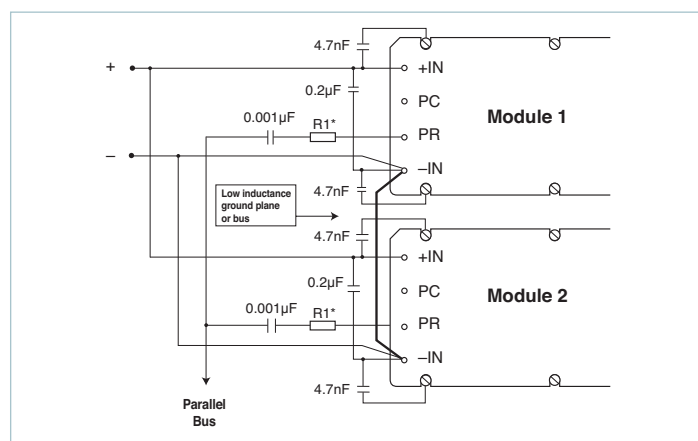 4.7nF
+
+IN
0.2µF
PC
Module 1
0.001µF
R1*
PR
–
–IN
4.7nF
Low inductance
ground plane
or bus
4.7nF
+IN
0.2µF
PC
Module 2
0.001µF
R1*
PR
–IN
4.7nF
Parallel
Bus